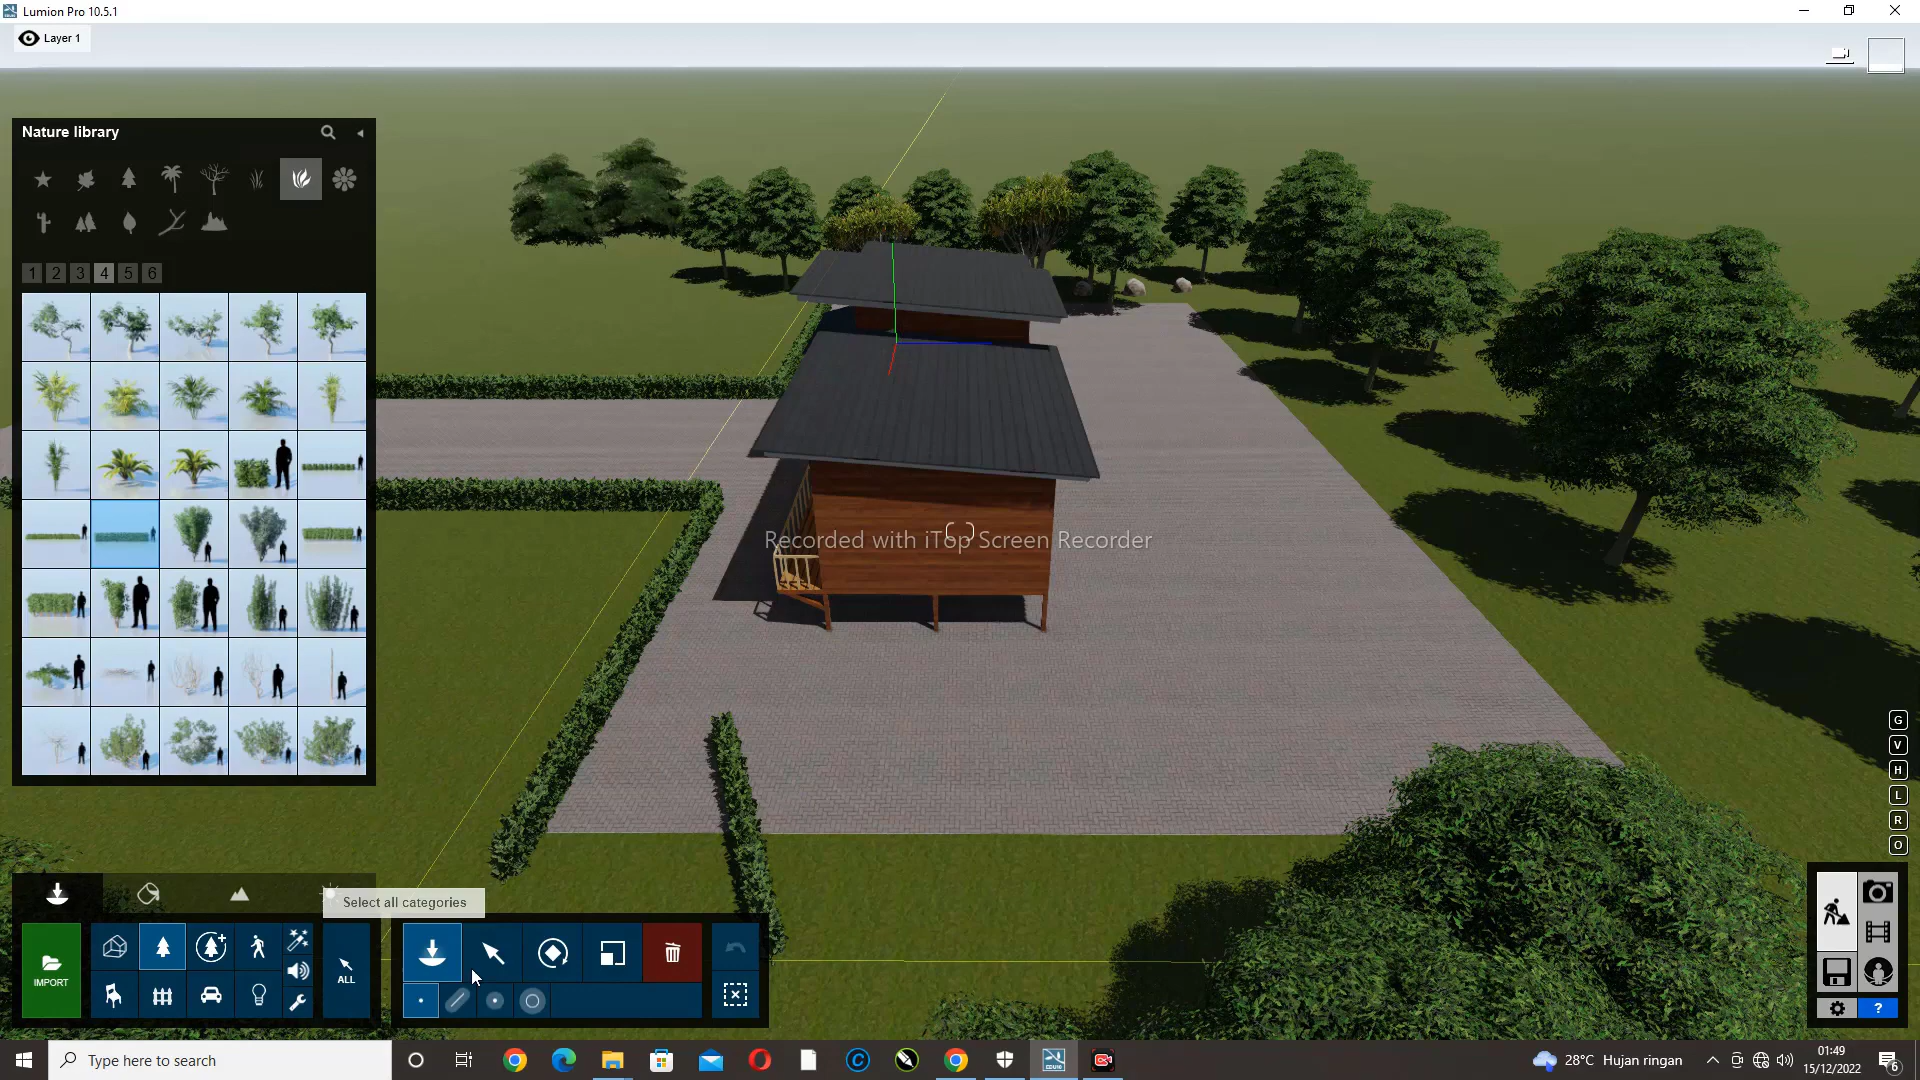 Lumion Pro 10.5.1
Layer 1
Nature library
1 2 3 4 5 6
Recorded with iTop Screen Recorder
G
V
H
L
R
O
Select all categories
IMPORT
ALL
?
Type here to search
28°C Hujan ringan
01:49
15/12/2022
6